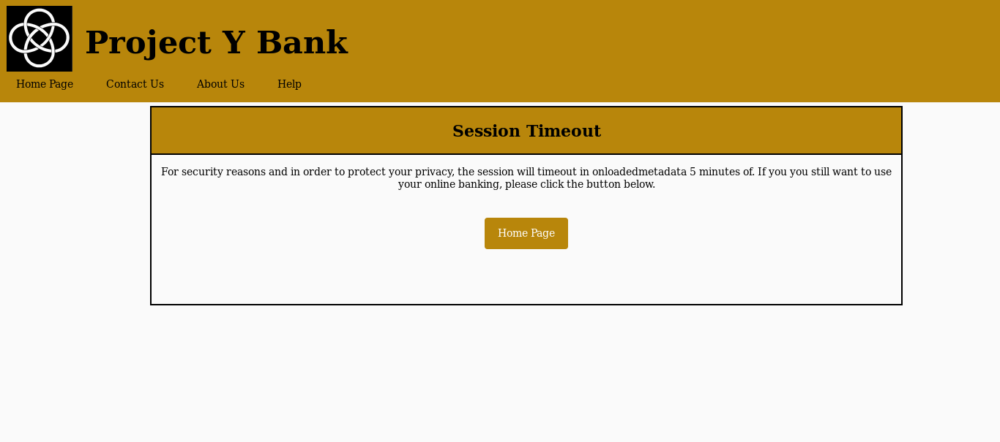 Project Y Bank
Home Page Contact Us About Us Help
Session Timeout
For security reasons and in order to protect your privacy, the session will timeout in onloadedmetadata 5 minutes of. If you you still want to use
your online banking, please click the button below.
Home Page